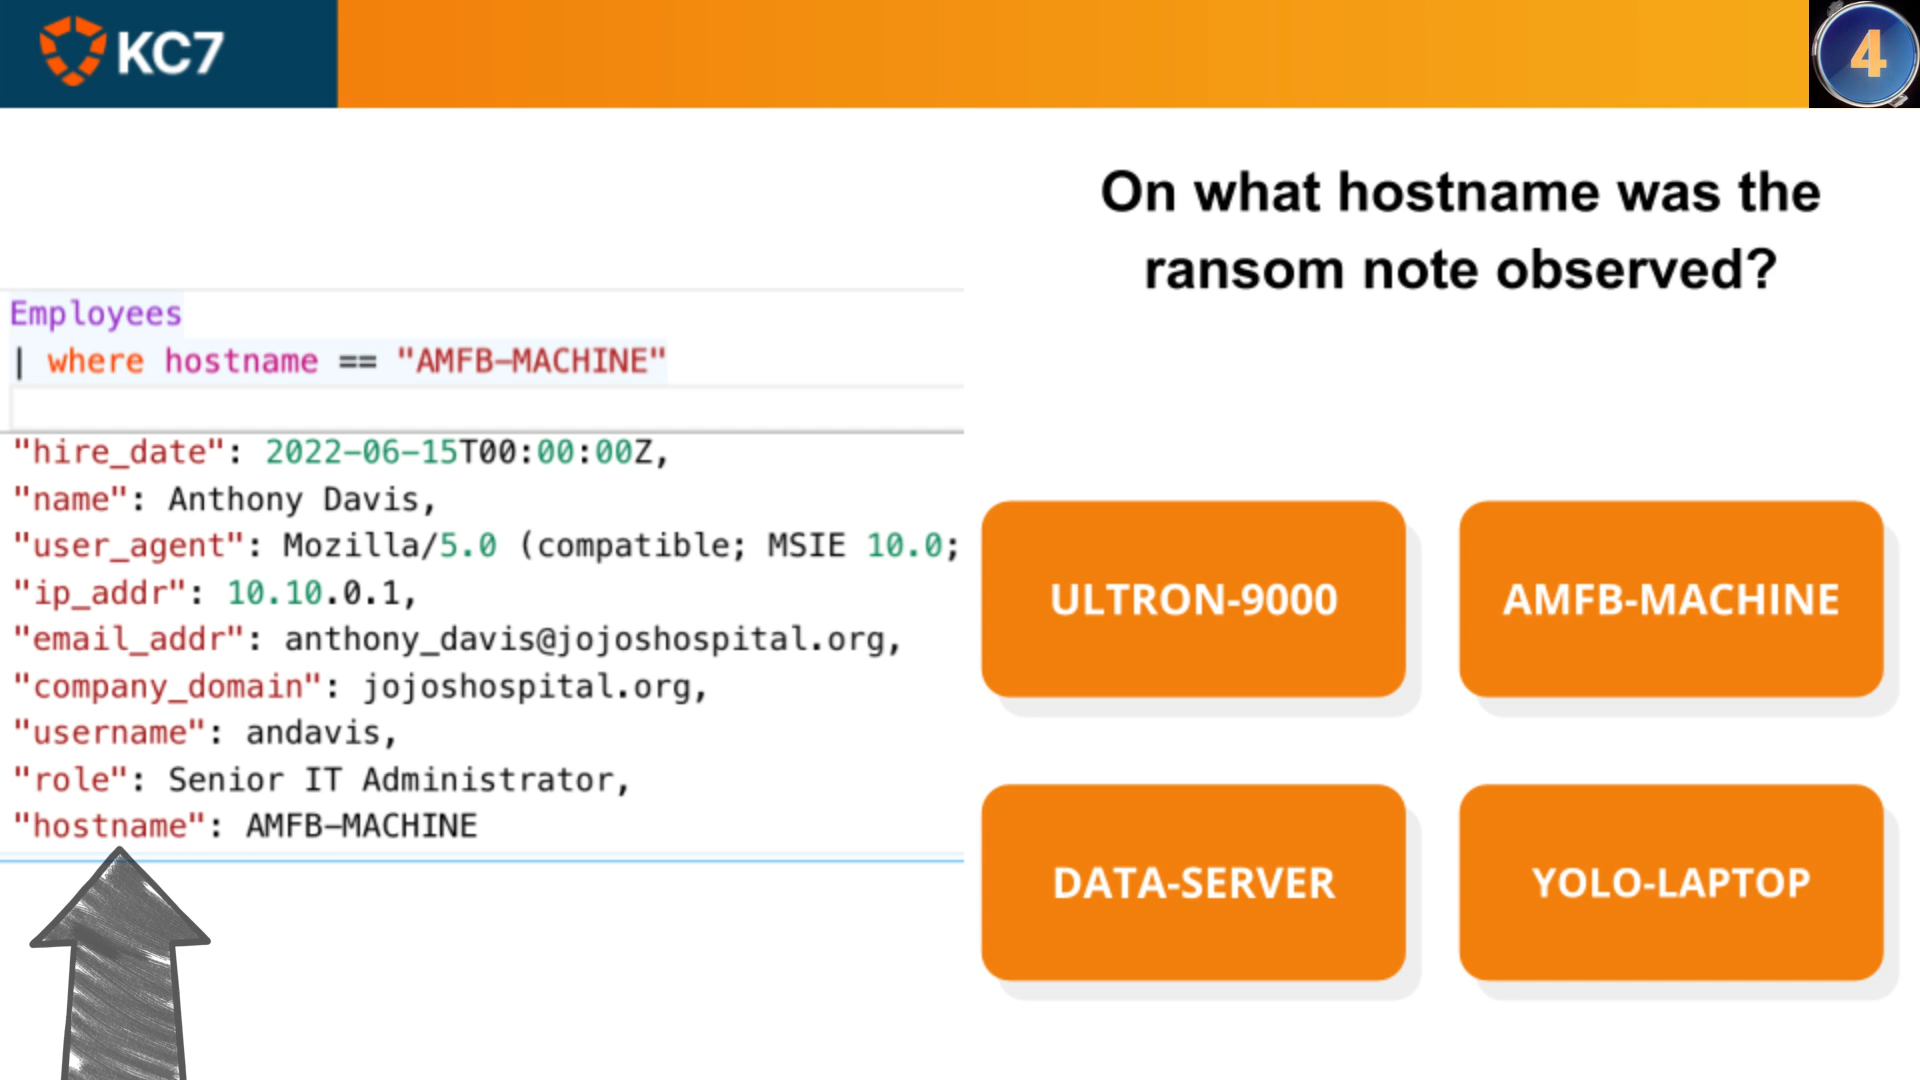 KC7
4
On what hostname was the
ransom note observed?
Employees
| where hostname == "AMFB-MACHINE"
"hire_date": 2022-06-15T00:00:00Z,
"name": Anthony Davis,
"user_agent": Mozilla/5.0 (compatible; MSIE 10.0;
"ip_addr": 10.10.0.1,
"email_addr": anthony_davis@jojoshospital.org,
"company_domain": jojoshospital.org,
"username": andavis,
"role": Senior IT Administrator,
"hostname": AMFB-MACHINE
ULTRON-9000
AMFB-MACHINE
DATA-SERVER
YOLO-LAPTOP